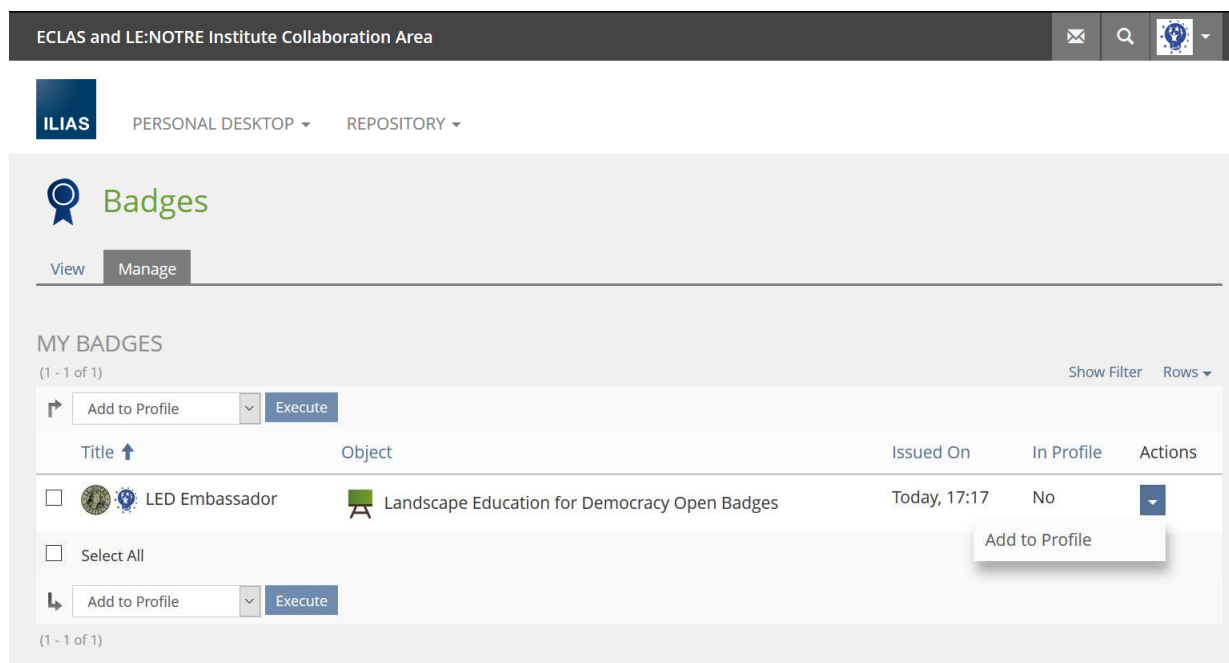 ECLAS and LE:NOTRE Institute Collaboration Area
ILIAS PERSONAL DESKTOP REPOSITORY
Badges
View Manage
MY BADGES
(1 - 1 of 1) Show Filter Rows
Add to Profile Execute
Title Object Issued On In Profile Actions
LED Embassador Landscape Education for Democracy Open Badges Today, 17:17 No
Add to Profile
Select All
Add to Profile Execute
(1 - 1 of 1)